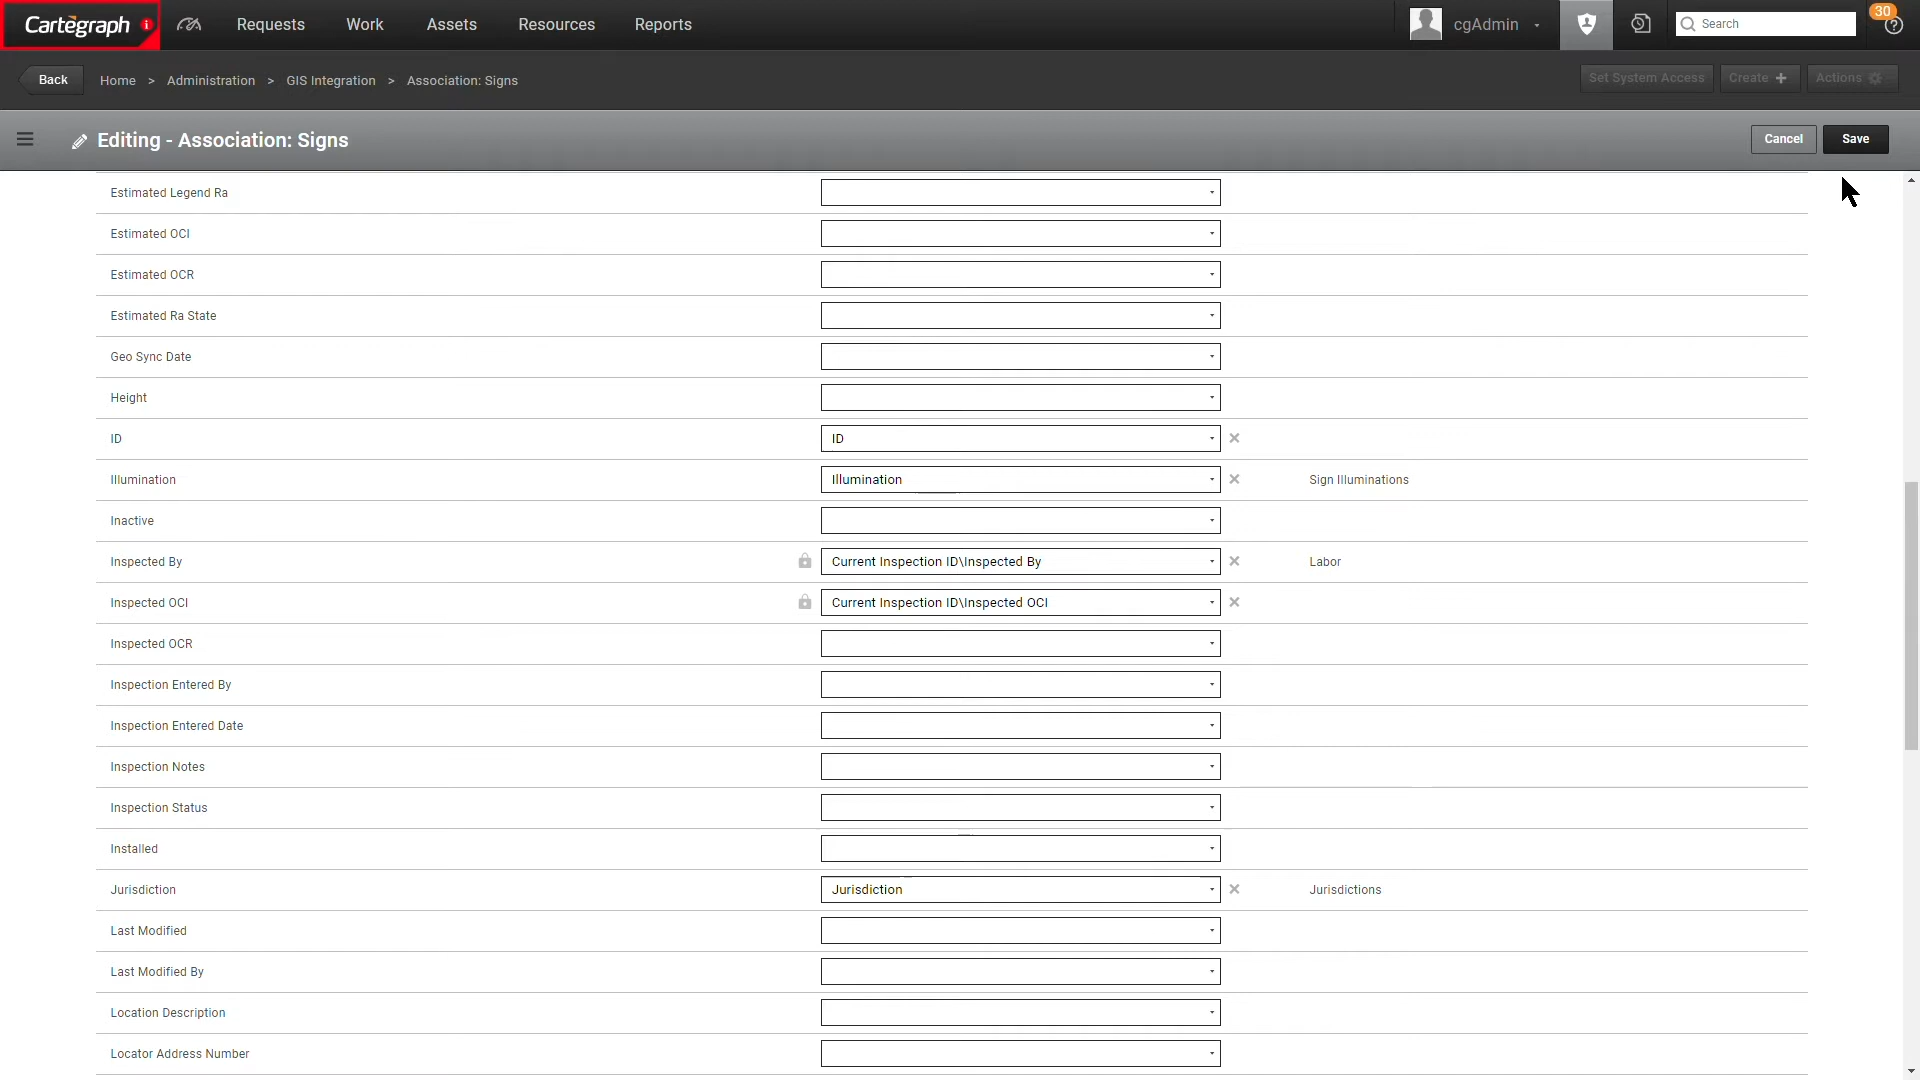 Cartëgraph i
Requests
Work
Assets
Resources
Reports
cgAdmin
Search
30
?
Back
Home > Administration > GIS Integration > Association: Signs
Set System Access
Create +
Actions
Editing - Association: Signs
Cancel
Save
Estimated Legend Ra
Estimated OCI
Estimated OCR
Estimated Ra State
Geo Sync Date
Height
ID ID
Illumination Illumination Sign Illuminations
Inactive
Inspected By Current Inspection ID\Inspected By Labor
Inspected OCI Current Inspection ID\Inspected OCI
Inspected OCR
Inspection Entered By
Inspection Entered Date
Inspection Notes
Inspection Status
Installed
Jurisdiction Jurisdiction Jurisdictions
Last Modified
Last Modified By
Location Description
Locator Address Number